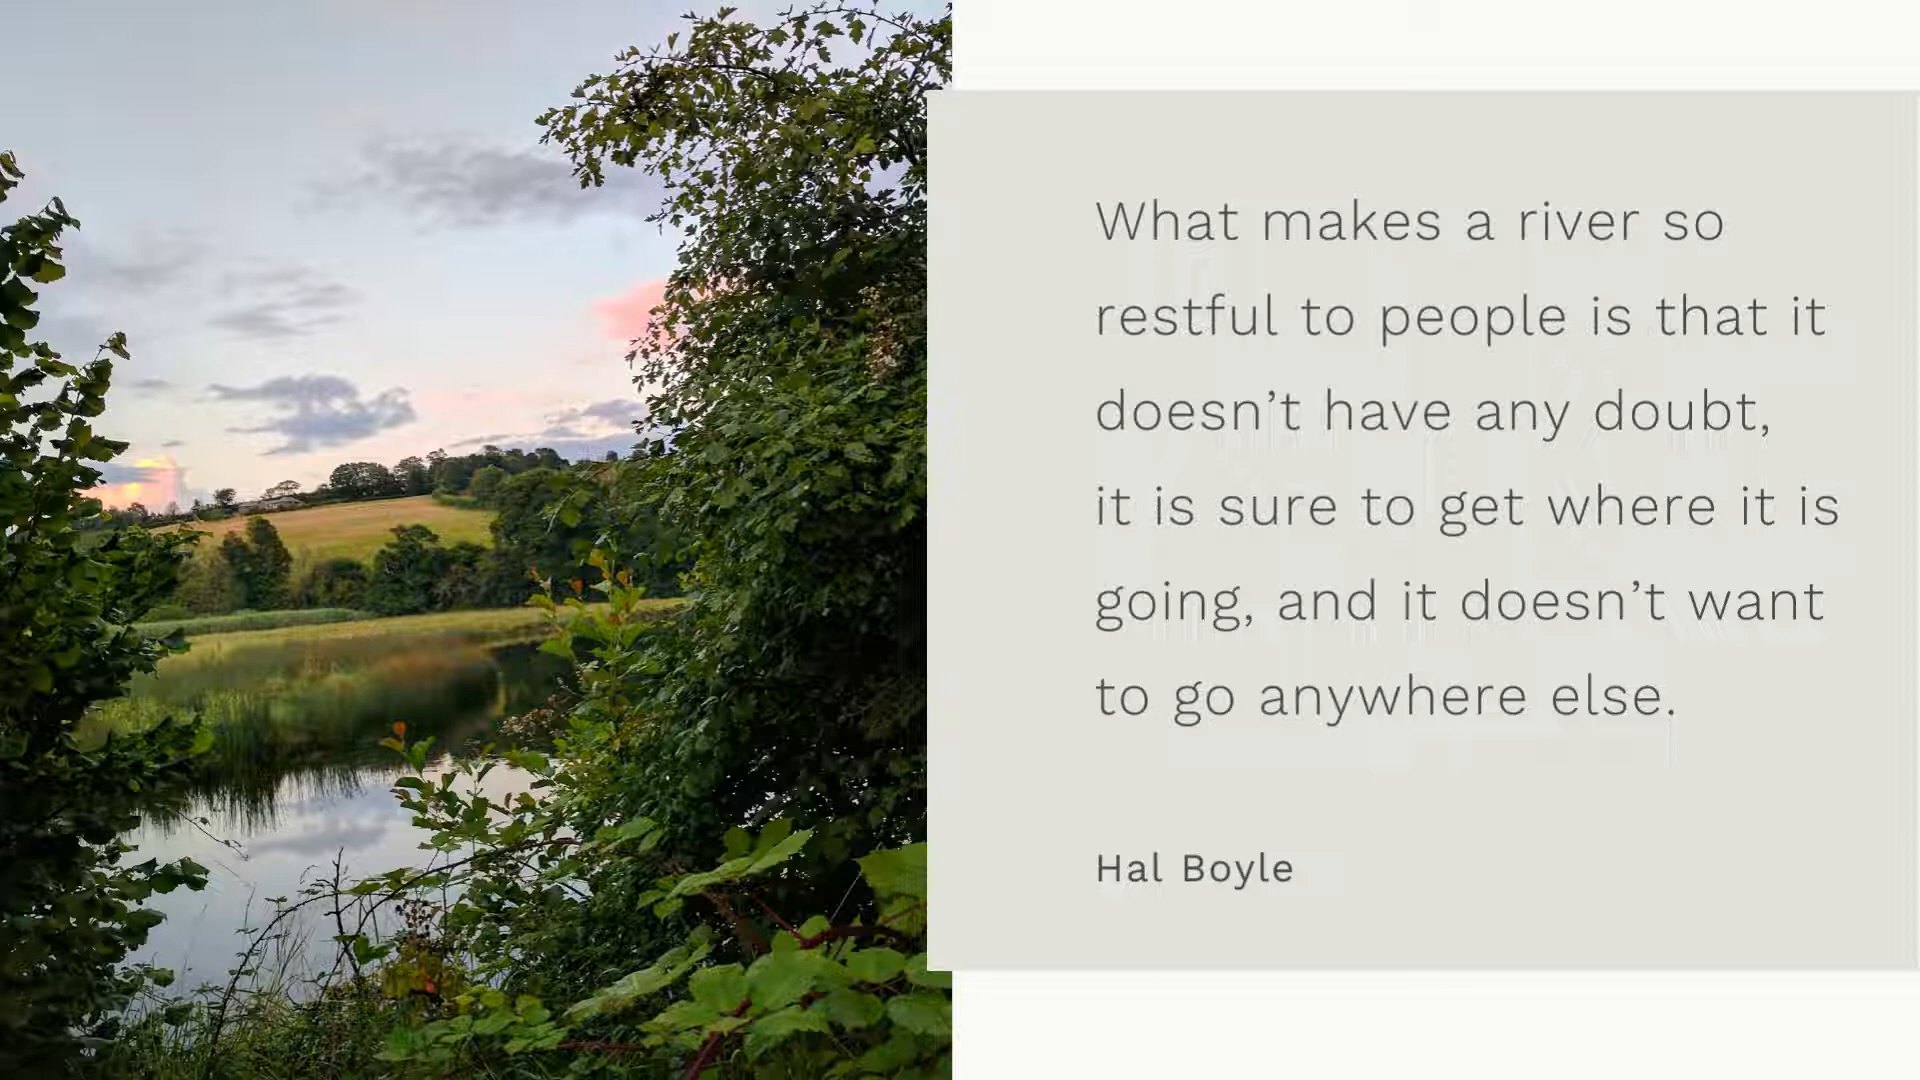 What makes a river so
restful to people is that it
doesn’t have any doubt,
it is sure to get where it is
going, and it doesn’t want
to go anywhere else.
Hal Boyle